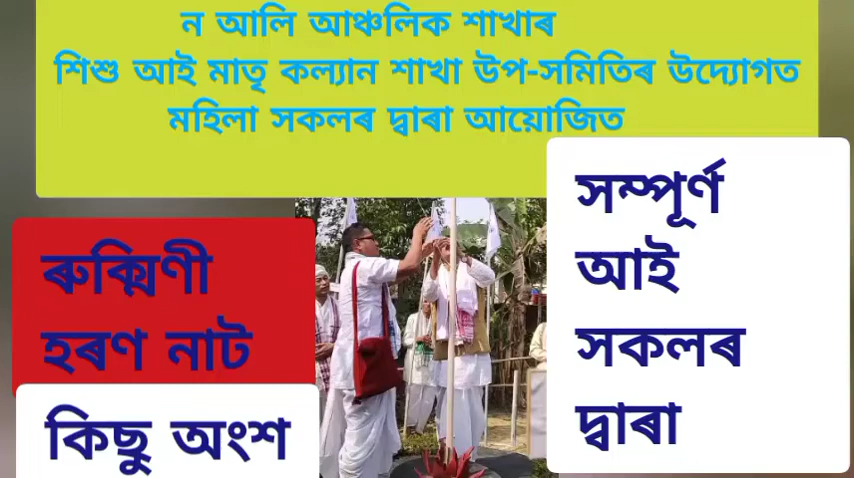 ন আলি আঞ্চলিক শাখাৰ
শিশু আই মাতৃ কল্যান শাখা উপ-সমিতিৰ উদ্যোগত
মহিলা সকলৰ দ্বাৰা আয়োজিত
ৰুক্মিণী
হৰণ নাট
কিছু অংশ
সম্পূৰ্ণ
আই
সকলৰ
দ্বাৰা